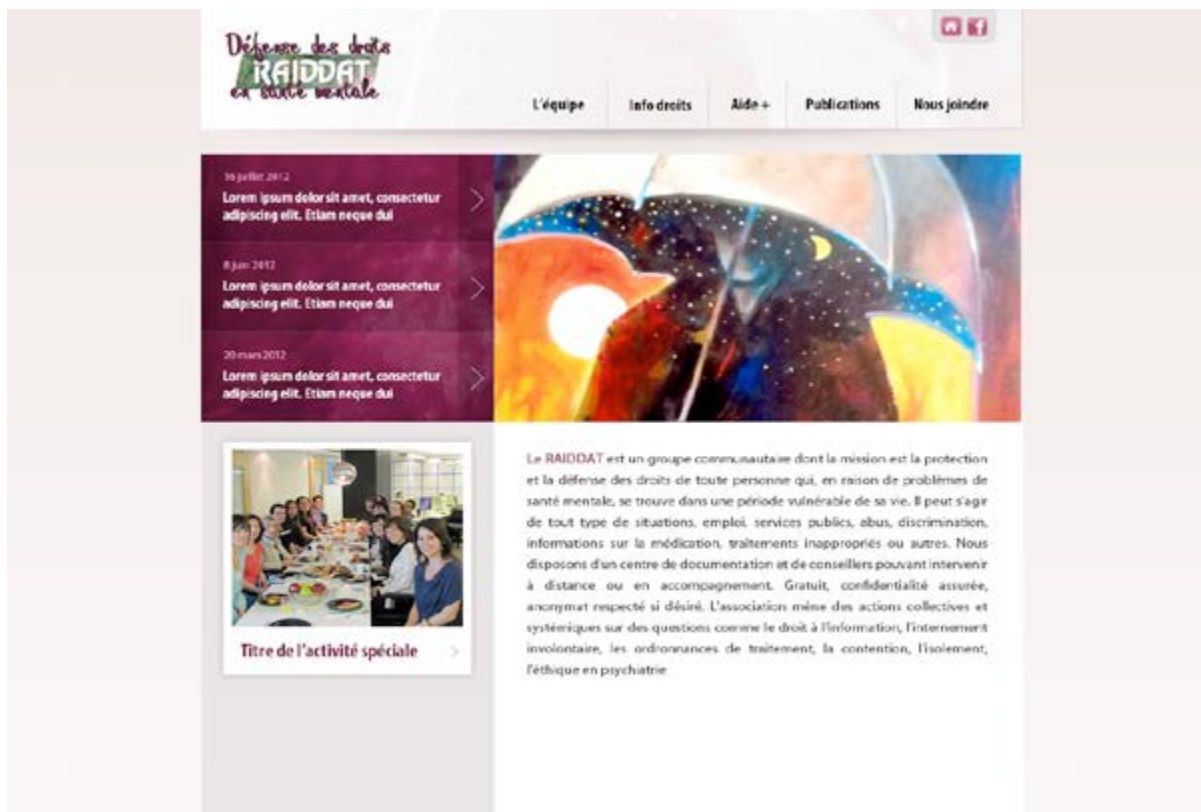 Défense des droits
RAIDDAT
en santé mentale
L'équipe
Info droits
Aide +
Publications
Nous joindre
16 juillet 2012
Lorem ipsum dolor sit amet, consectetur
adipiscing elit. Etiam neque dui
8 juin 2012
Lorem ipsum dolor sit amet, consectetur
adipiscing elit. Etiam neque dui
20 mars 2012
Lorem ipsum dolor sit amet, consectetur
adipiscing elit. Etiam neque dui
Titre de l'activité spéciale
Le RAIDDAT est un groupe communautaire dont la mission est la protection
et la défense des droits de toute personne qui, en raison de problèmes de
santé mentale, se trouve dans une période vulnérable de sa vie. Il peut s'agir
de tout type de situations, emploi, services publics, abus, discrimination,
informations sur la médication, traitements inappropriés ou autres. Nous
disposons d'un centre de documentation et de conseillers pouvant intervenir
à distance ou en accompagnement. Gratuit, confidentialité assurée,
anonymat respecté si désiré. L'association mène des actions collectives et
systémiques sur des questions comme le droit à l'information, l'internement
involontaire, les ordonnances de traitement, la contention, l'isolement,
l'éthique en psychiatrie